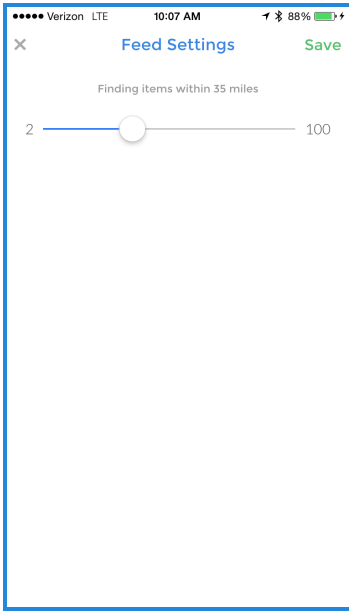 Verizon LTE 10:07 AM 88%
× Feed Settings Save
Finding items within 35 miles
2 100